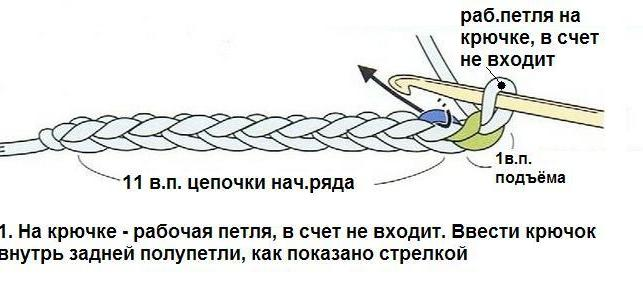 раб.петля на
крючке, в счет
не входит
1в.п.
подъёма
11 в.п. цепочки нач.ряда
1. На крючке - рабочая петля, в счет не входит. Ввести крючок
внутрь задней полупетли, как показано стрелкой